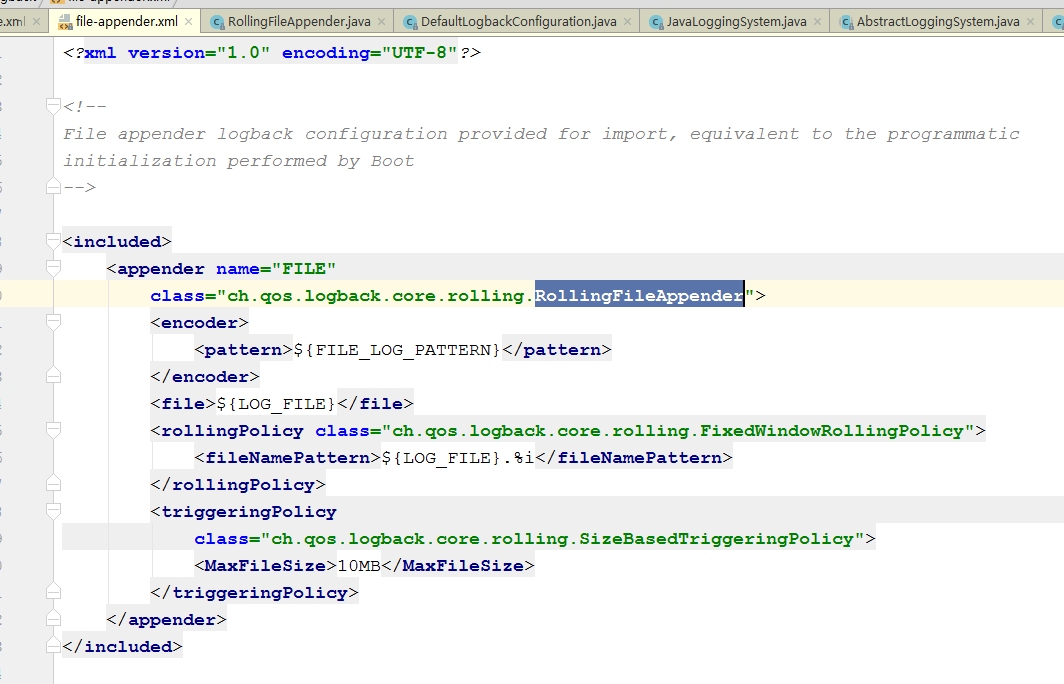 file-appender.xml
e.xml file-appender.xml RollingFileAppender.java DefaultLogbackConfiguration.java JavaLoggingSystem.java AbstractLoggingSystem.java
<?xml version="1.0" encoding="UTF-8"?>
<!--
File appender logback configuration provided for import, equivalent to the programmatic
initialization performed by Boot
-->
<included>
<appender name="FILE"
class="ch.qos.logback.core.rolling.RollingFileAppender">
<encoder>
<pattern>${FILE_LOG_PATTERN}</pattern>
</encoder>
<file>${LOG_FILE}</file>
<rollingPolicy class="ch.qos.logback.core.rolling.FixedWindowRollingPolicy">
<fileNamePattern>${LOG_FILE}.%i</fileNamePattern>
</rollingPolicy>
<triggeringPolicy
class="ch.qos.logback.core.rolling.SizeBasedTriggeringPolicy">
<MaxFileSize>10MB</MaxFileSize>
</triggeringPolicy>
</appender>
</included>